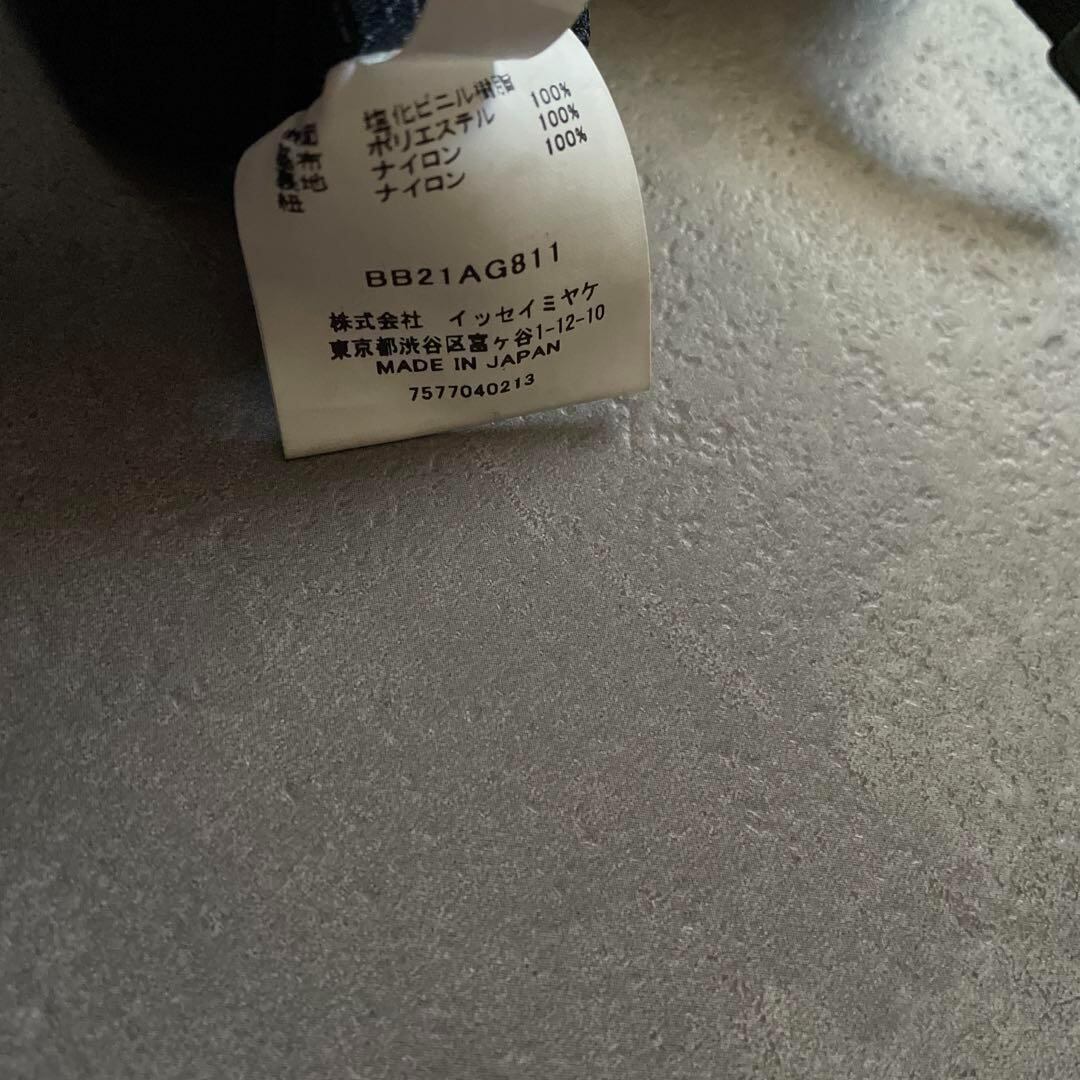 塩化ビニル樹脂 100%
ポリエステル 100%
ナイロン 100%
地 ナイロン
BB21AG811
株式会社 イッセイミヤケ
東京都渋谷区富ヶ谷1-12-10
MADE IN JAPAN
7577040213